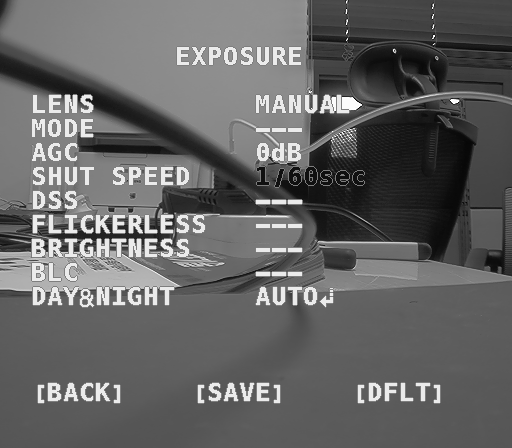 EXPOSURE
LENS MANUAL
MODE ---
AGC 0dB
SHUT SPEED 1/60sec
DSS ---
FLICKERLESS ---
BRIGHTNESS ---
BLC ---
DAY&NIGHT AUTO↲
[BACK] [SAVE] [DFLT]